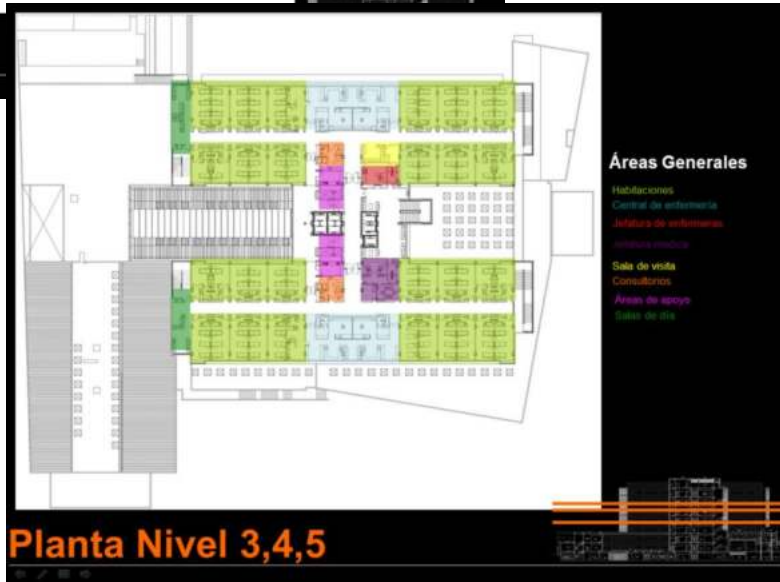 Áreas Generales
Habitaciones
Central de enfermería
Jefatura de enfermeras
Jefatura médica
Sala de visita
Consultorios
Áreas de apoyo
Salas de día
Planta Nivel 3,4,5